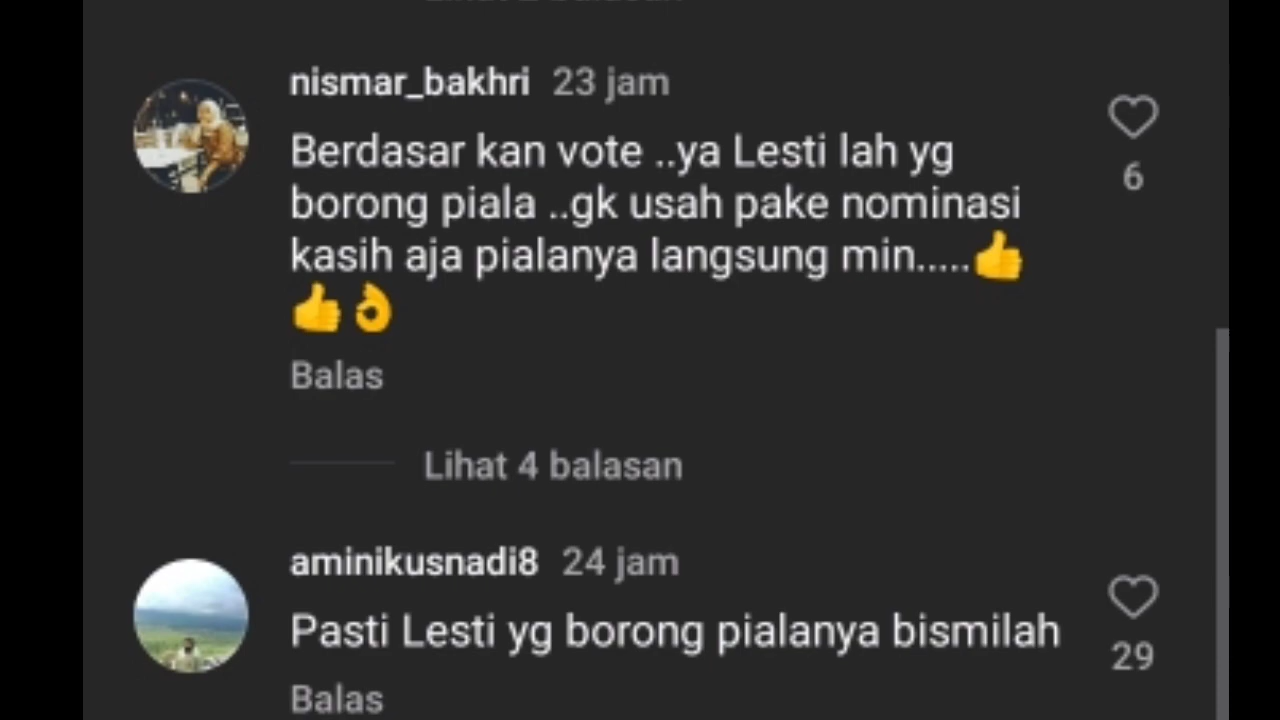 nismar_bakhri 23 jam
Berdasar kan vote ..ya Lesti lah yg
borong piala ..gk usah pake nominasi
kasih aja pialanya langsung min.....👍
👍👌
6
Balas
Lihat 4 balasan
aminikusnadi8 24 jam
Pasti Lesti yg borong pialanya bismilah
29
Balas